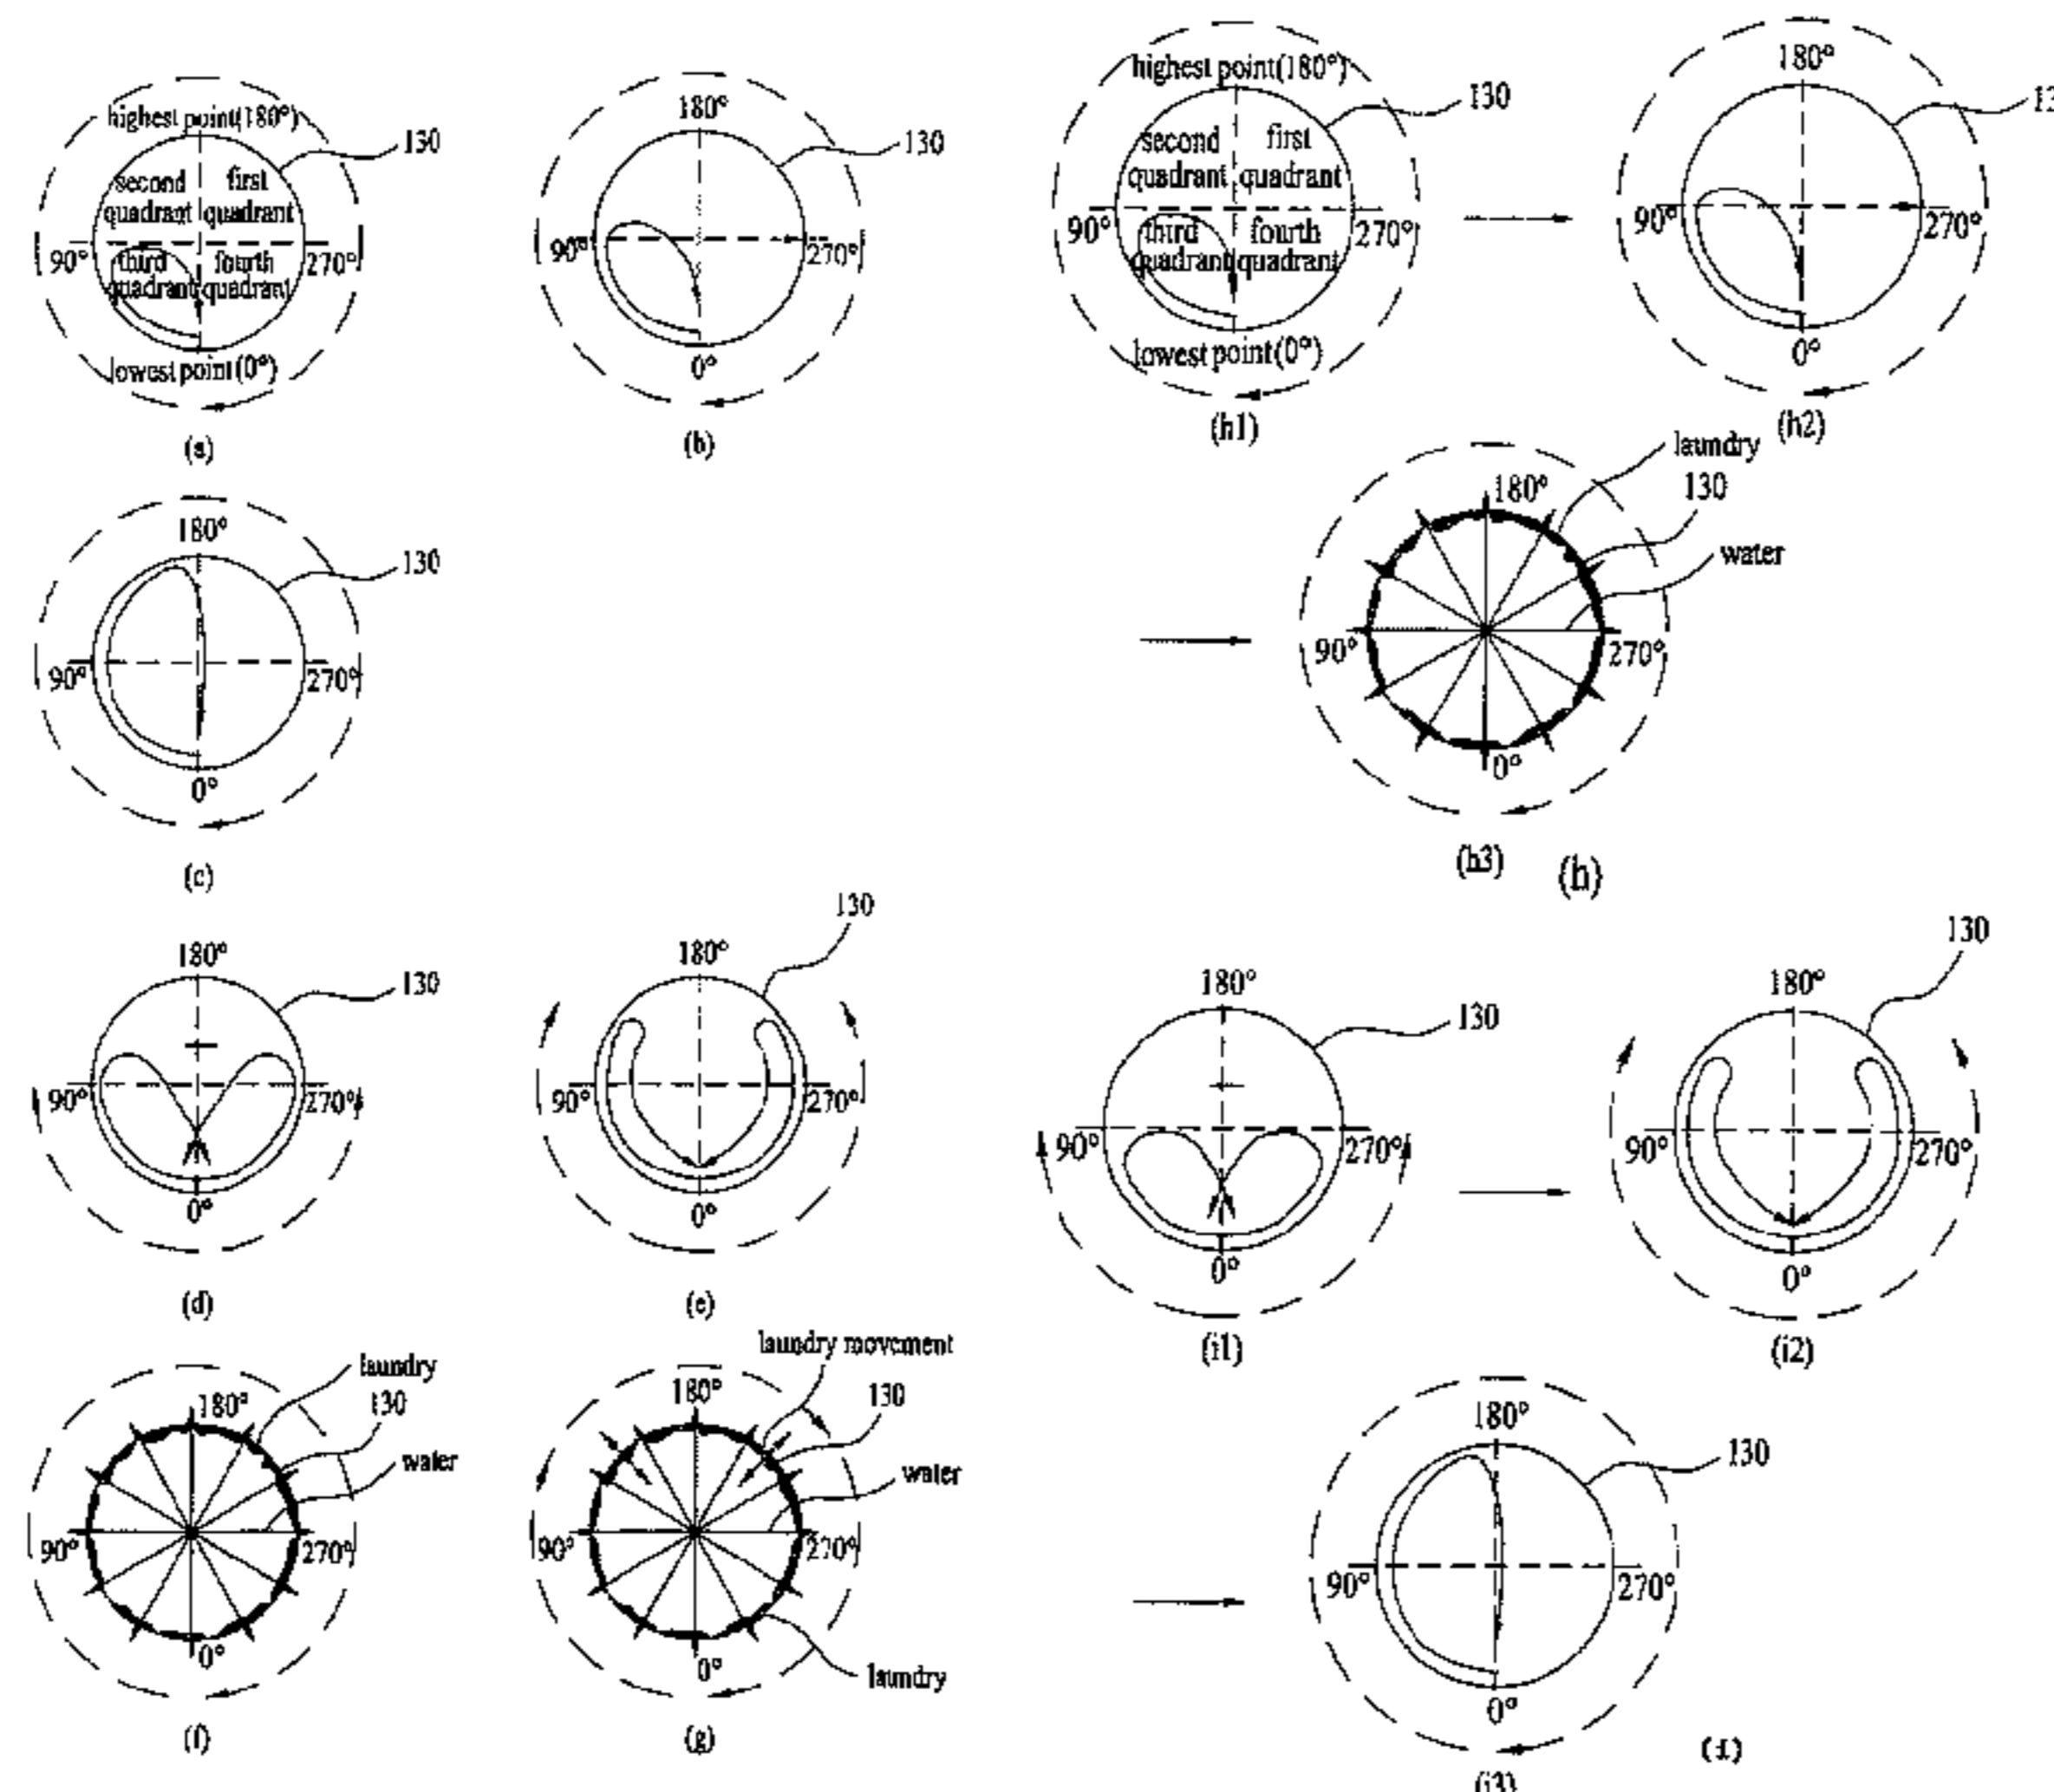 highest point(180°)
130
second quadrant
first quadrant
90°
third quadrant
fourth quadrant
270°
lowest point(0°)
(a)
180°
130
90°
270°
0°
(b)
180°
130
90°
270°
0°
(c)
180°
130
90°
270°
0°
(d)
130
180°
90°
270°
0°
(e)
laundry
180°
130
water
90°
270°
0°
(f)
laundry movement
180°
130
water
90°
270°
0°
laundry
(g)
highest point(180°)
130
second quadrant
first quadrant
90°
third quadrant
fourth quadrant
270°
lowest point(0°)
(h1)
180°
90°
270°
0°
(h2)
laundry
180°
130
water
90°
270°
0°
(h3)
(h)
180°
130
90°
270°
0°
(i1)
130
180°
90°
270°
0°
(i2)
180°
130
90°
270°
0°
(i)
(i3)